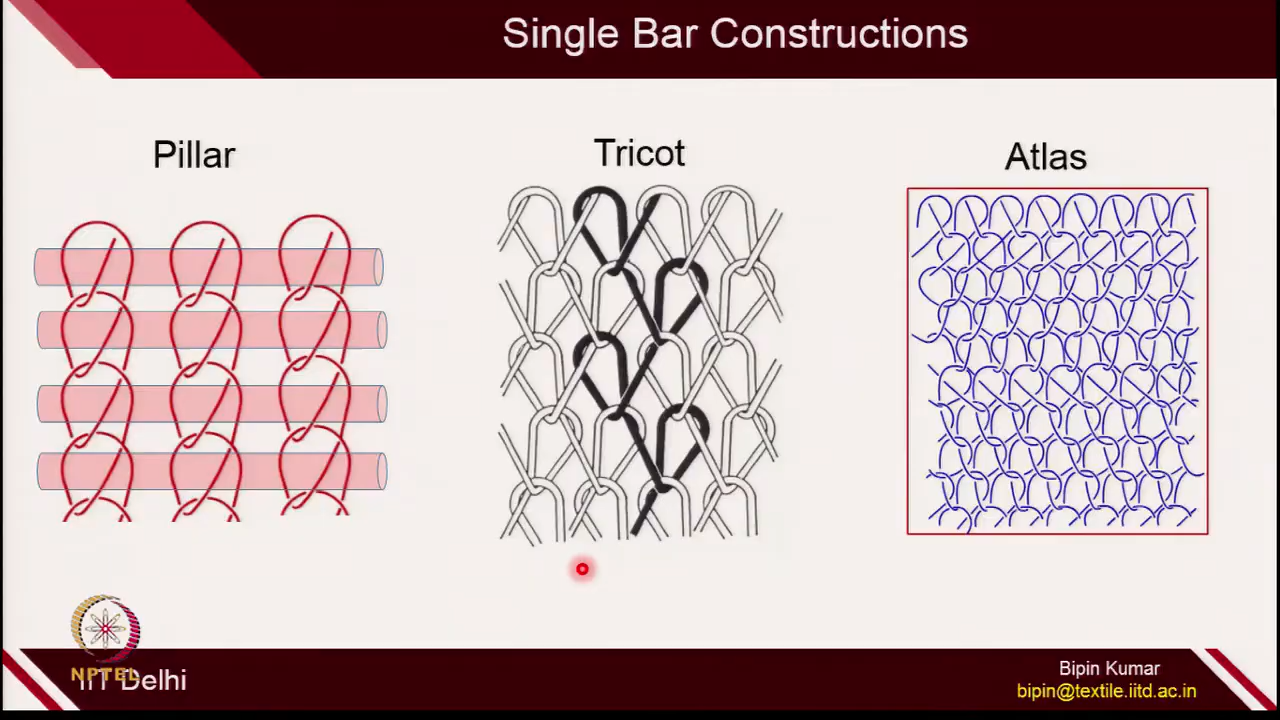 Single Bar Constructions
Pillar
Tricot
Atlas
NPTEL
IIT Delhi
Bipin Kumar
bipin@textile.iitd.ac.in